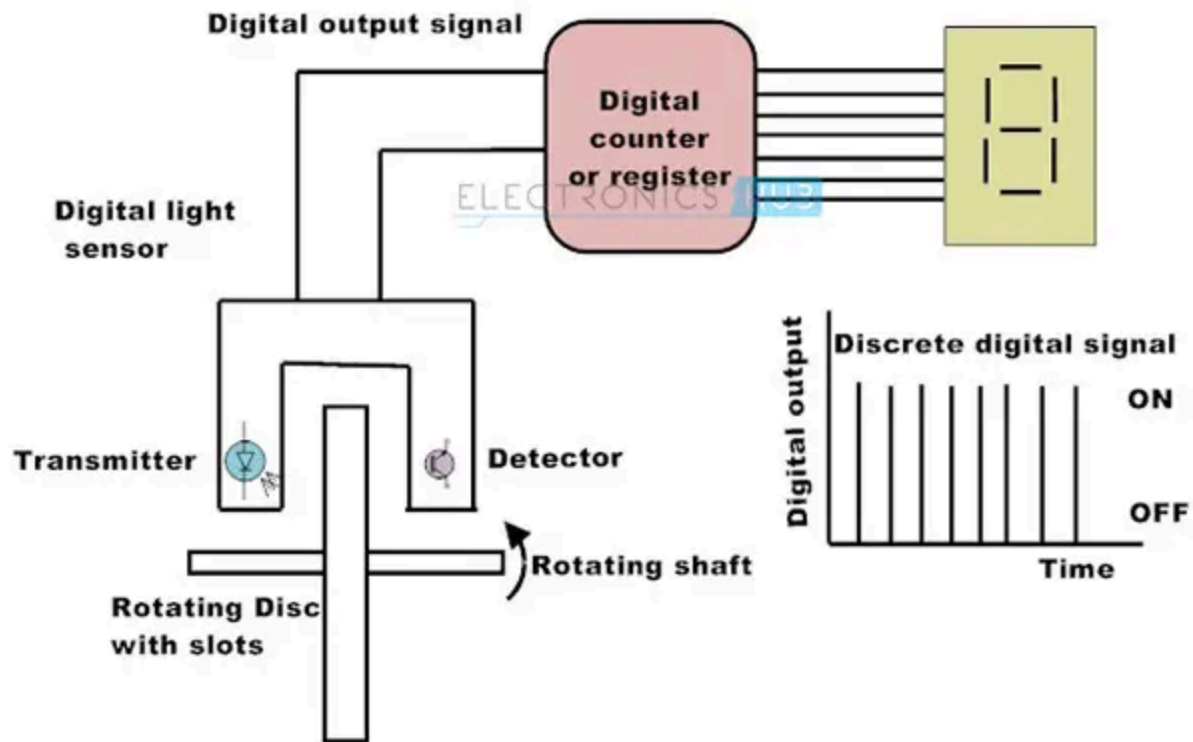 Digital output signal
Digital
counter
or register
ELECTRONICS HUB
Digital light
sensor
Transmitter
Detector
Rotating shaft
Rotating Disc
with slots
Discrete digital signal
Digital output
ON
OFF
Time